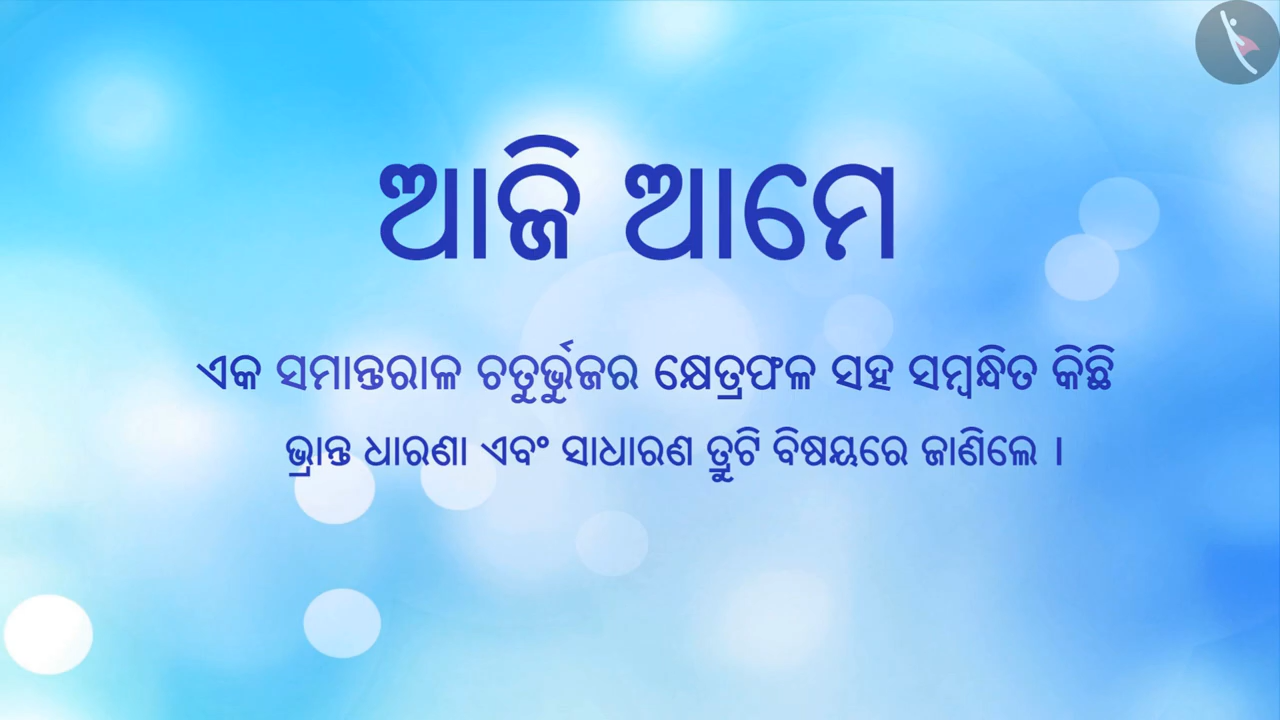 ଆଜି ଆମେ
ଏକ ସମାନ୍ତରାଳ ଚତୁର୍ଭୁଜର କ୍ଷେତ୍ରଫଳ ସହ ସମ୍ବନ୍ଧିତ କିଛି
ଭ୍ରାନ୍ତ ଧାରଣା ଏବଂ ସାଧାରଣ ତ୍ରୁଟି ବିଷୟରେ ଜାଣିଲେ ।